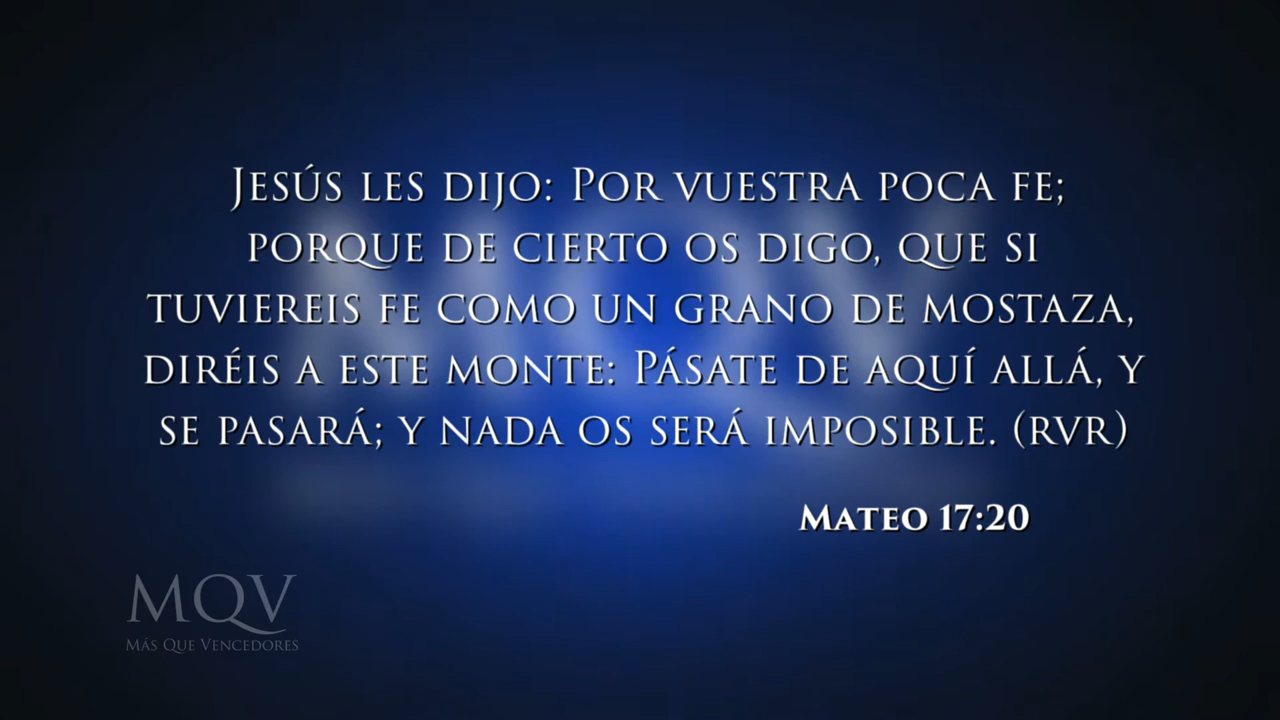 Jesús les dijo: Por vuestra poca fe;
porque de cierto os digo, que si
tuviereis fe como un grano de mostaza,
diréis a este monte: Pásate de aquí allá, y
se pasará; y nada os será imposible. (RVR)
Mateo 17:20
MQV
Más Que Vencedores